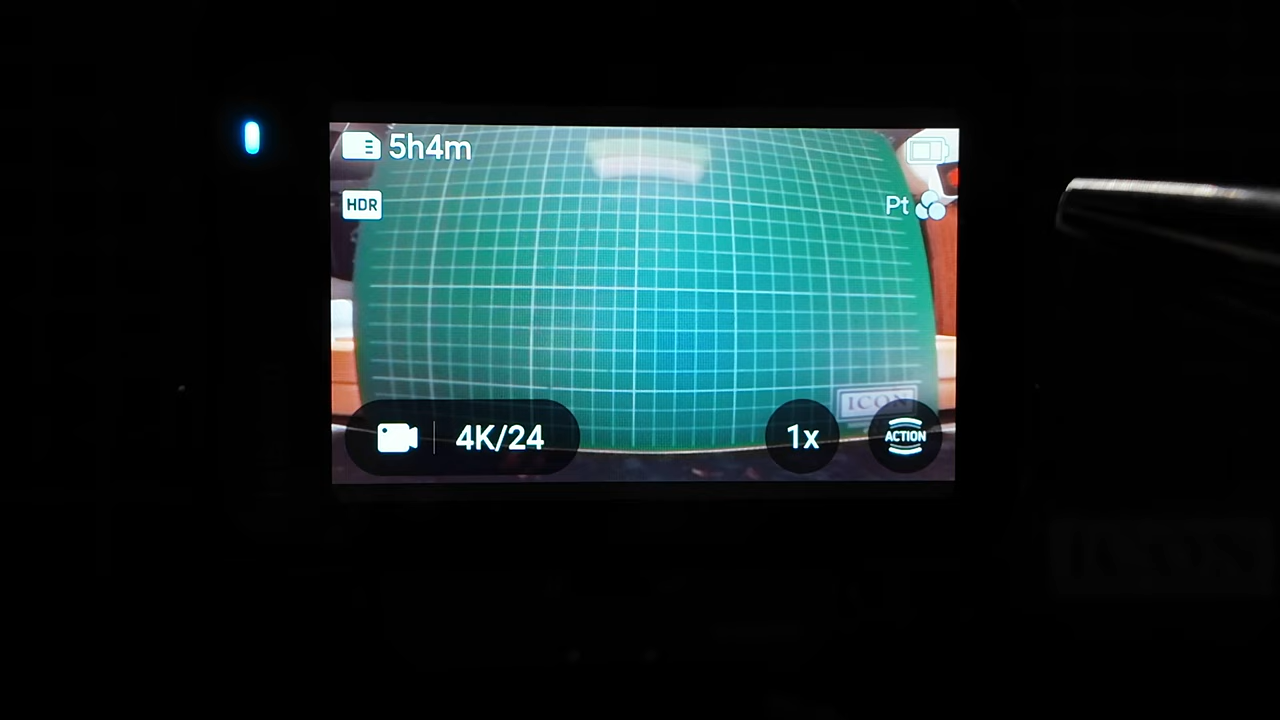 5h4m
HDR
Pt
ICON
4K/24
1x
ACTION